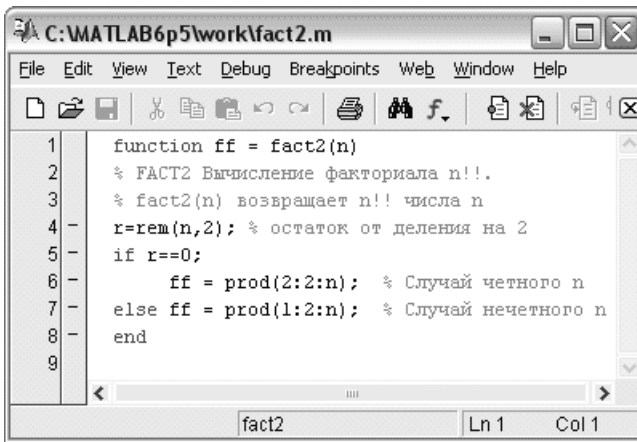 C:\MATLAB6p5\work\fact2.m
File Edit View Text Debug Breakpoints Web Window Help
1 function ff = fact2(n)
2 % FACT2 Вычисление факториала n!!.
3 % fact2(n) возвращает n!! числа n
4 - r=rem(n,2); % остаток от деления на 2
5 - if r==0;
6 - ff = prod(2:2:n); % Случай четного n
7 - else ff = prod(1:2:n); % Случай нечетного n
8 - end
9
fact2 Ln 1 Col 1